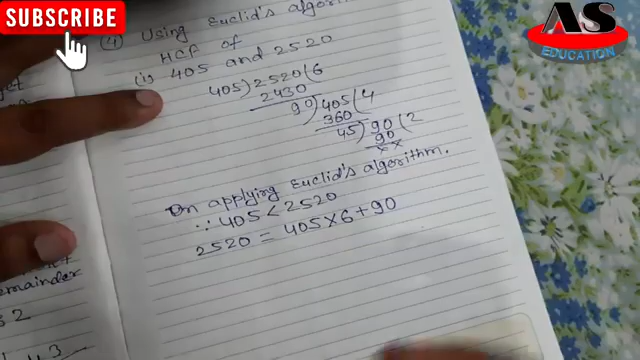 SUBSCRIBE
AS
EDUCATION
(4) Using Euclid's algori
HCF of
(i) 405 and 2520
405)2520(6
2430
90)405(4
360
45)90(2
90
××
On applying Euclid's algorithm.
∵ 405 < 2520
2520 = 405×6+90
emainder
2
3